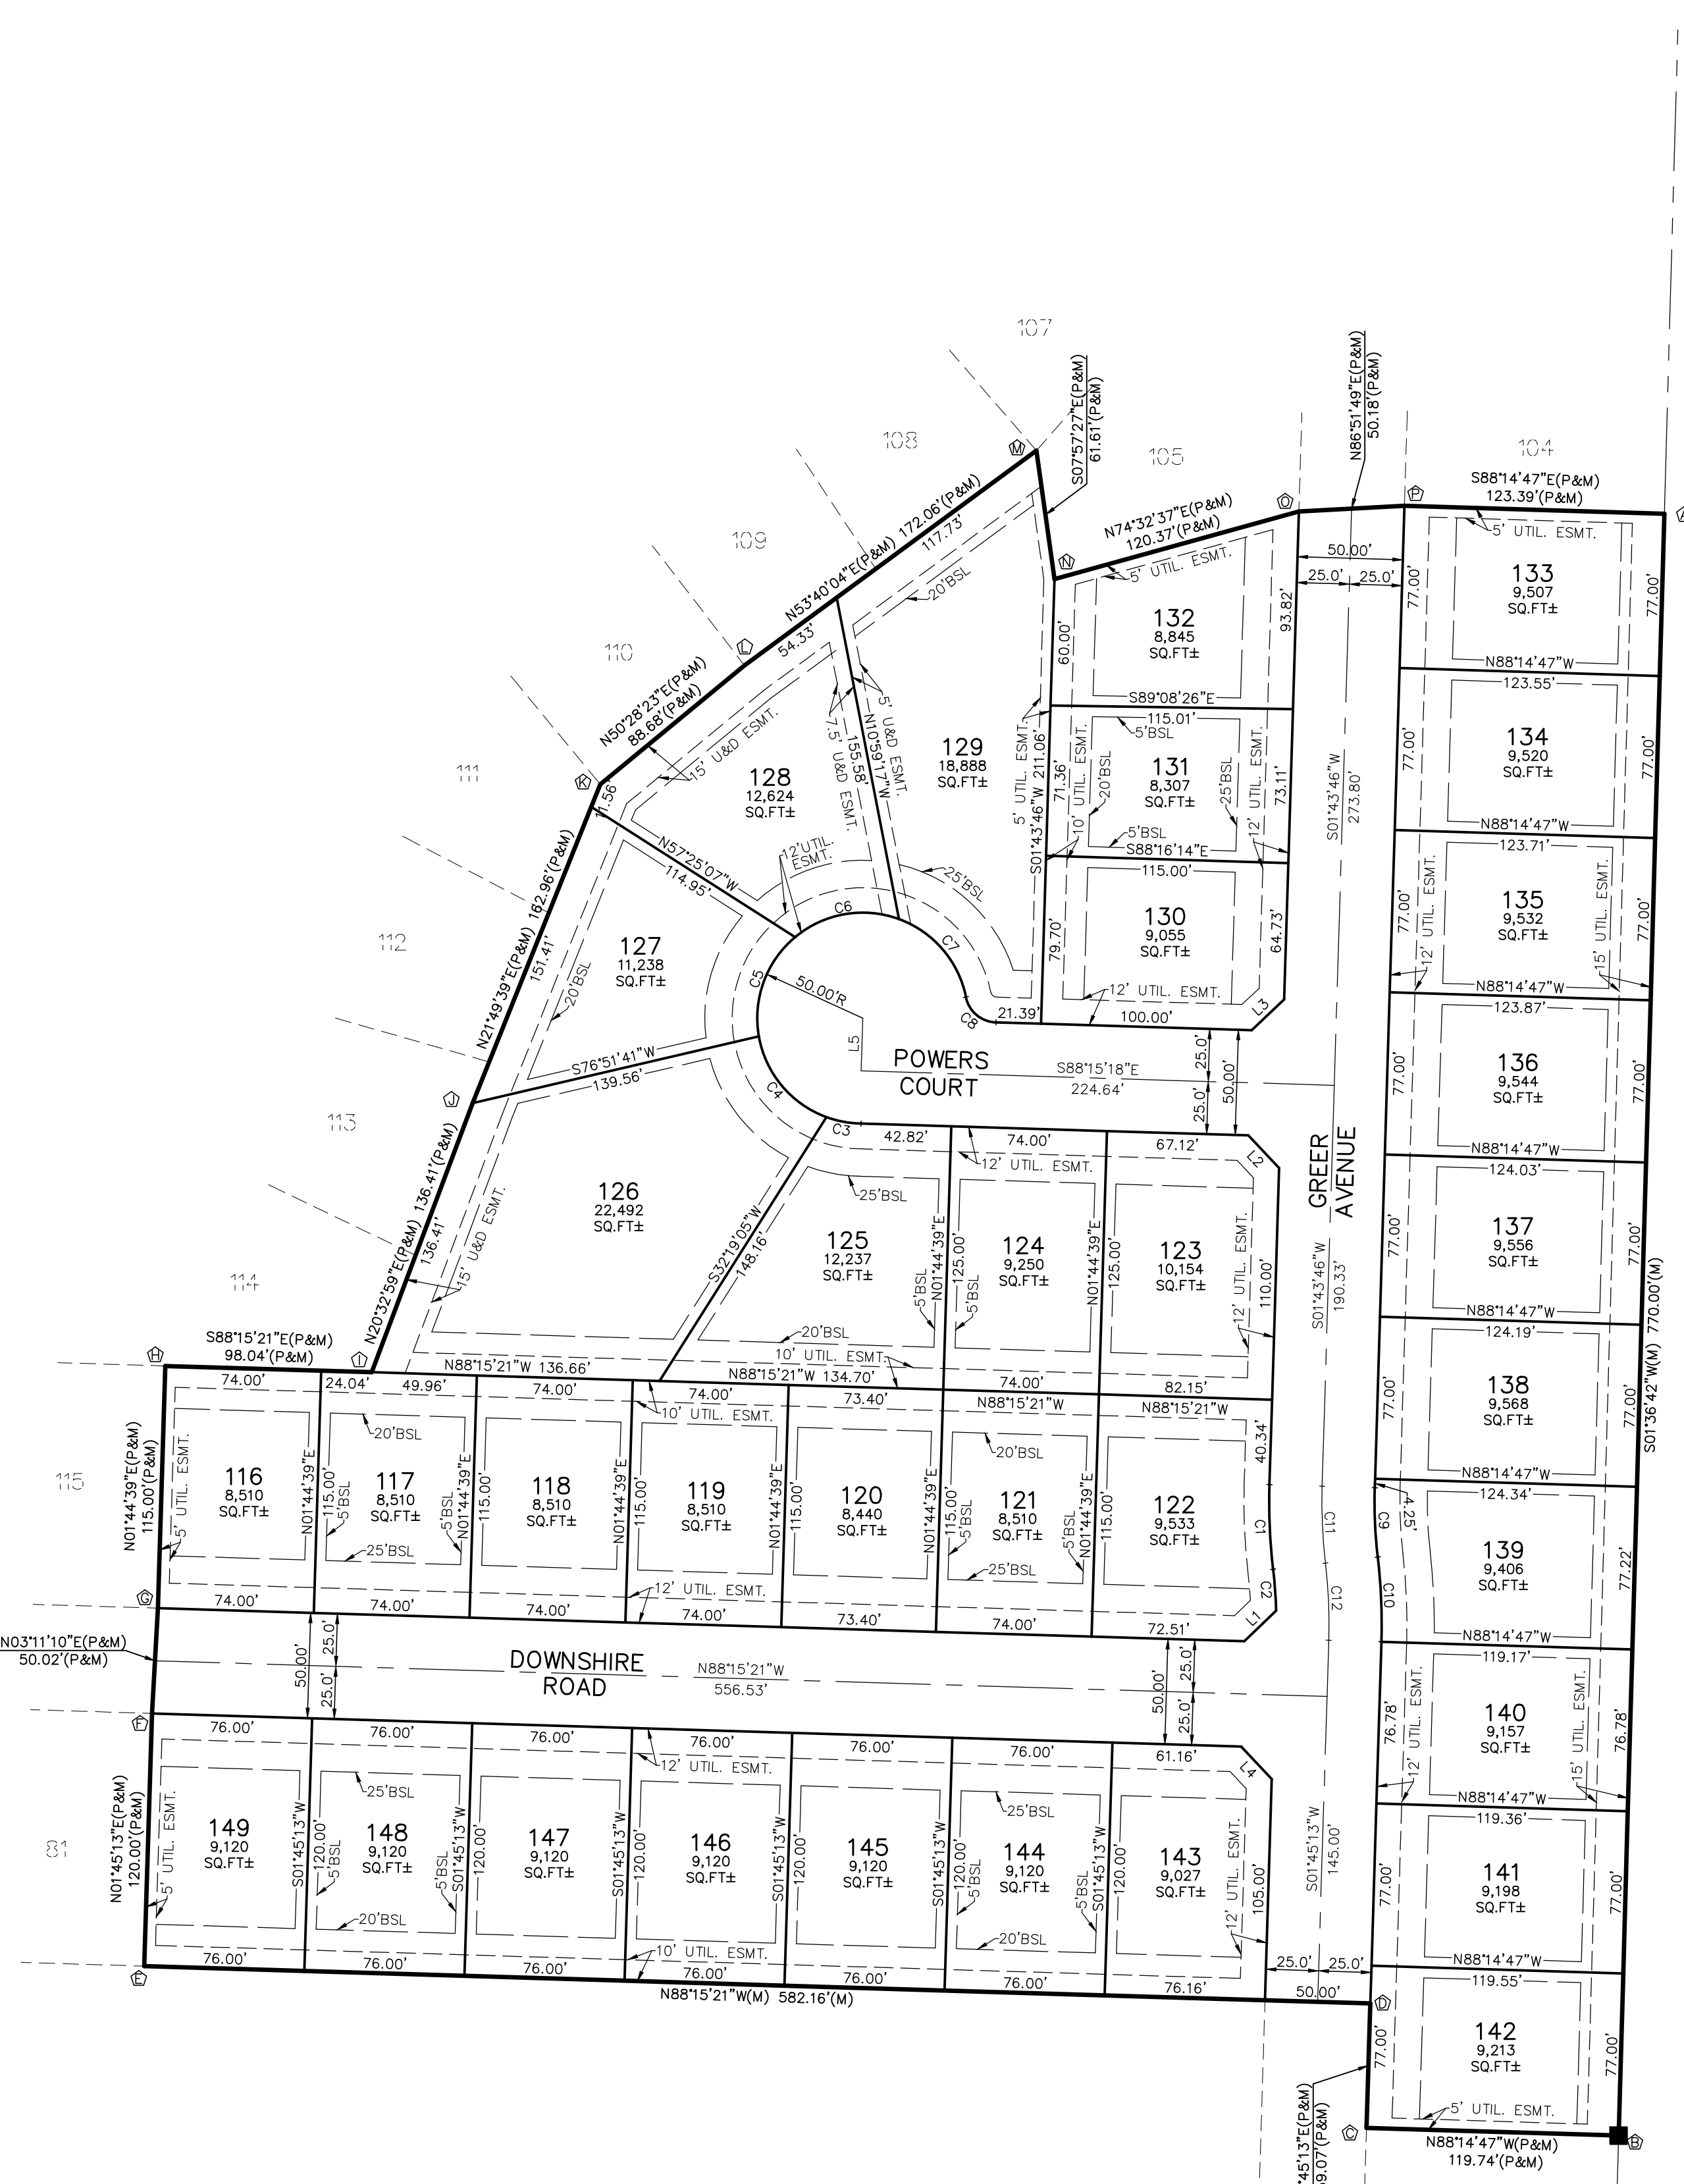 107
S07°57'27"E(P&M)
61.61'(P&M)
N86°51'49"E(P&M)
50.18'(P&M)
108
M
105
104
S88°14'47"E(P&M)
123.39'(P&M)
O
P
N74°32'37"E(P&M)
120.37'(P&M)
N
109
N53°40'04"E(P&M) 172.06'(P&M)
117.73'
54.33'
20'BSL
5' UTIL. ESMT.
50.00'
25.0'
25.0'
5' UTIL. ESMT.
110
L
N50°28'23"E(P&M)
88.68'(P&M)
15' U&D ESMT.
111
K
11.56'
128
12,624
SQ.FT±
7.5' U&D ESMT.
155.58'
N10°59'17"W
5' U&D ESMT.
129
18,888
SQ.FT±
5' UTIL. ESMT.
S01°43'46"W 211.06'
132
8,845
SQ.FT±
60.00'
93.82'
S89°08'26"E
115.01'
5'BSL
131
8,307
SQ.FT±
71.36'
10' UTIL. ESMT.
20'BSL
25'BSL
73.11'
12' UTIL. ESMT.
5'BSL
S88°16'14"E
115.00'
130
9,055
SQ.FT±
79.70'
64.73'
12' UTIL. ESMT.
100.00'
21.39'
L3
S01°43'46"W
273.80'
133
9,507
SQ.FT±
77.00'
77.00'
N88°14'47"W
123.55'
134
9,520
SQ.FT±
77.00'
77.00'
N88°14'47"W
123.71'
135
9,532
SQ.FT±
77.00'
12' UTIL. ESMT.
15' UTIL. ESMT.
77.00'
N88°14'47"W
123.87'
136
9,544
SQ.FT±
77.00'
77.00'
N88°14'47"W
124.03'
137
9,556
SQ.FT±
77.00'
77.00'
N88°14'47"W
124.19'
138
9,568
SQ.FT±
77.00'
77.00'
S01°36'42"W(M) 770.00'(M)
N88°14'47"W
124.34'
4.25'
139
9,406
SQ.FT±
C9
C10
77.22'
N88°14'47"W
119.17'
140
9,157
SQ.FT±
76.78'
12' UTIL. ESMT.
15' UTIL. ESMT.
76.78'
N88°14'47"W
119.36'
141
9,198
SQ.FT±
77.00'
77.00'
N88°14'47"W
119.55'
142
9,213
SQ.FT±
77.00'
77.00'
5' UTIL. ESMT.
C
B
N88°14'47"W(P&M)
119.74'(P&M)
N57°25'07"W
114.95'
12'UTIL.
ESMT.
25'BSL
C6
C7
C5
C8
C4
C3
50.00'R
L5
112
N21°49'39"E(P&M) 162.96'(P&M)
151.41'
20'BSL
127
11,238
SQ.FT±
S76°51'41"W
139.56'
J
113
POWERS
COURT
S88°15'18"E
224.64'
25.0'
25.0'
50.00'
GREER
AVENUE
S01°43'46"W
190.33'
114
N20°32'59"E(P&M) 136.41'(P&M)
136.41'
15' U&D ESMT.
126
22,492
SQ.FT±
S32°19'05"W
148.16'
42.82'
74.00'
67.12'
L2
12' UTIL. ESMT.
25'BSL
125
12,237
SQ.FT±
5'BSL
N01°44'39"E
125.00'
5'BSL
124
9,250
SQ.FT±
N01°44'39"E
125.00'
123
10,154
SQ.FT±
12' UTIL. ESMT.
110.00'
20'BSL
10' UTIL. ESMT.
H
S88°15'21"E(P&M)
98.04'(P&M)
I
N88°15'21"W 136.66'
N88°15'21"W 134.70'
74.00'
24.04'
49.96'
74.00'
74.00'
73.40'
74.00'
82.15'
N88°15'21"W
N88°15'21"W
115
N01°44'39"E(P&M)
115.00'(P&M)
5' UTIL. ESMT.
116
8,510
SQ.FT±
N01°44'39"E
115.00'
5'BSL
20'BSL
117
8,510
SQ.FT±
25'BSL
5'BSL
N01°44'39"E
115.00'
118
8,510
SQ.FT±
N01°44'39"E
115.00'
10' UTIL. ESMT.
119
8,510
SQ.FT±
12' UTIL. ESMT.
N01°44'39"E
115.00'
120
8,440
SQ.FT±
N01°44'39"E
115.00'
5'BSL
20'BSL
121
8,510
SQ.FT±
25'BSL
5'BSL
N01°44'39"E
115.00'
122
9,533
SQ.FT±
40.34'
C1
C2
L1
C11
C12
G
74.00'
74.00'
74.00'
74.00'
73.40'
74.00'
72.51'
N03°11'10"E(P&M)
50.02'(P&M)
50.00'
25.0'
25.0'
DOWNSHIRE
ROAD
N88°15'21"W
556.53'
50.00'
25.0'
25.0'
F
76.00'
76.00'
76.00'
76.00'
76.00'
76.00'
61.16'
L4
81
N01°45'13"E(P&M)
120.00'(P&M)
5' UTIL. ESMT.
149
9,120
SQ.FT±
S01°45'13"W
120.00'
5'BSL
25'BSL
148
9,120
SQ.FT±
20'BSL
5'BSL
S01°45'13"W
120.00'
147
9,120
SQ.FT±
S01°45'13"W
120.00'
12' UTIL. ESMT.
146
9,120
SQ.FT±
10' UTIL. ESMT.
S01°45'13"W
120.00'
145
9,120
SQ.FT±
S01°45'13"W
120.00'
5'BSL
25'BSL
144
9,120
SQ.FT±
20'BSL
5'BSL
S01°45'13"W
120.00'
143
9,027
SQ.FT±
12' UTIL. ESMT.
105.00'
S01°45'13"W
145.00'
25.0'
25.0'
E
76.00'
76.00'
76.00'
76.00'
76.00'
76.00'
76.16'
50.00'
D
N88°15'21"W(M) 582.16'(M)
45'13"E(P&M)
9.07'(P&M)